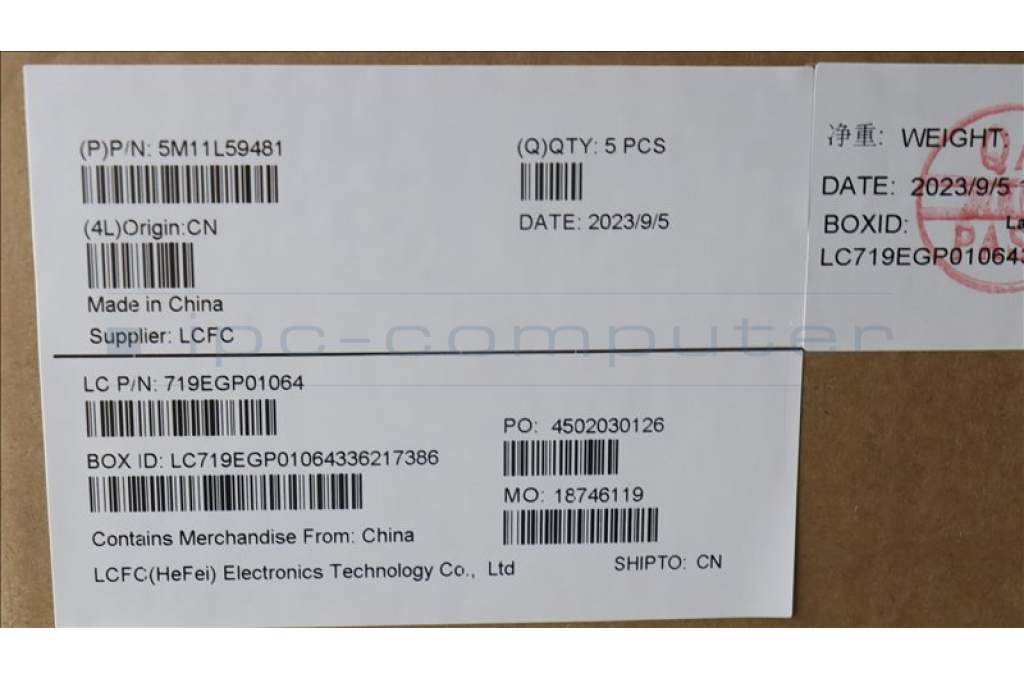 (P)P/N: 5M11L59481
(Q)QTY: 5 PCS
(4L)Origin:CN
DATE: 2023/9/5
Made in China
Supplier: LCFC
净重: WEIGHT:
DATE: 2023/9/5
BOXID:
LC719EGP01064
QA
PAS
ipc-computer
LC P/N: 719EGP01064
PO: 4502030126
BOX ID: LC719EGP01064336217386
MO: 18746119
Contains Merchandise From: China
LCFC(HeFei) Electronics Technology Co., Ltd
SHIPTO: CN